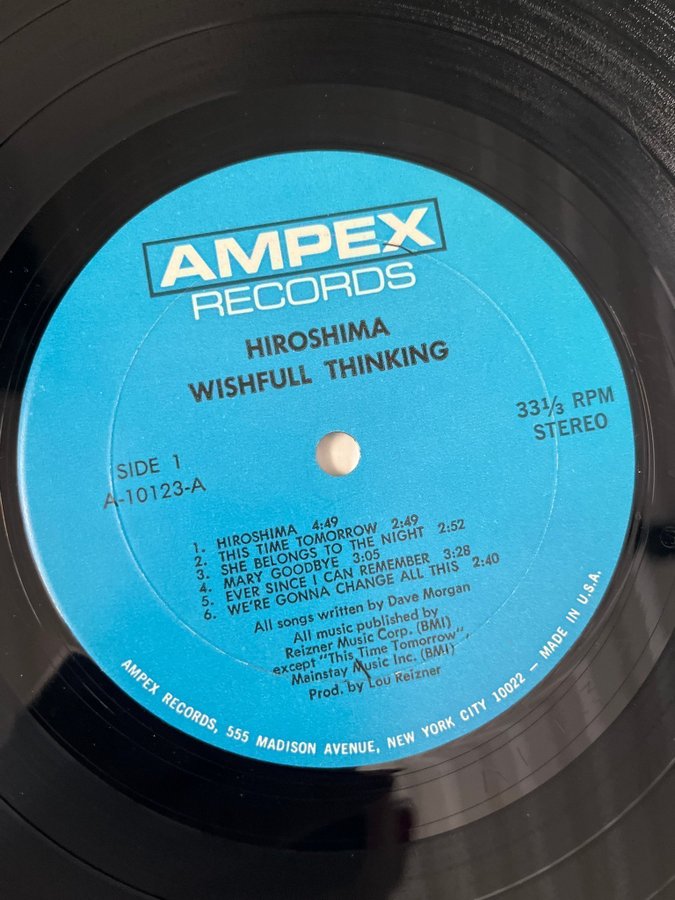 AMPEX
RECORDS
HIROSHIMA
WISHFULL THINKING
33⅓ RPM
STEREO
SIDE 1
A-10123-A
1. HIROSHIMA 4:49
2. THIS TIME TOMORROW 2:49
3. SHE BELONGS TO THE NIGHT 2:52
4. MARY GOODBYE 3:05
5. EVER SINCE I CAN REMEMBER 3:28
6. WE'RE GONNA CHANGE ALL THIS 2:40
All songs written by Dave Morgan
All music published by
Reizner Music Corp. (BMI)
except "This Time Tomorrow",
Mainstay Music Inc. (BMI)
Prod. by Lou Reizner
AMPEX RECORDS, 555 MADISON AVENUE, NEW YORK CITY 10022 — MADE IN U.S.A.